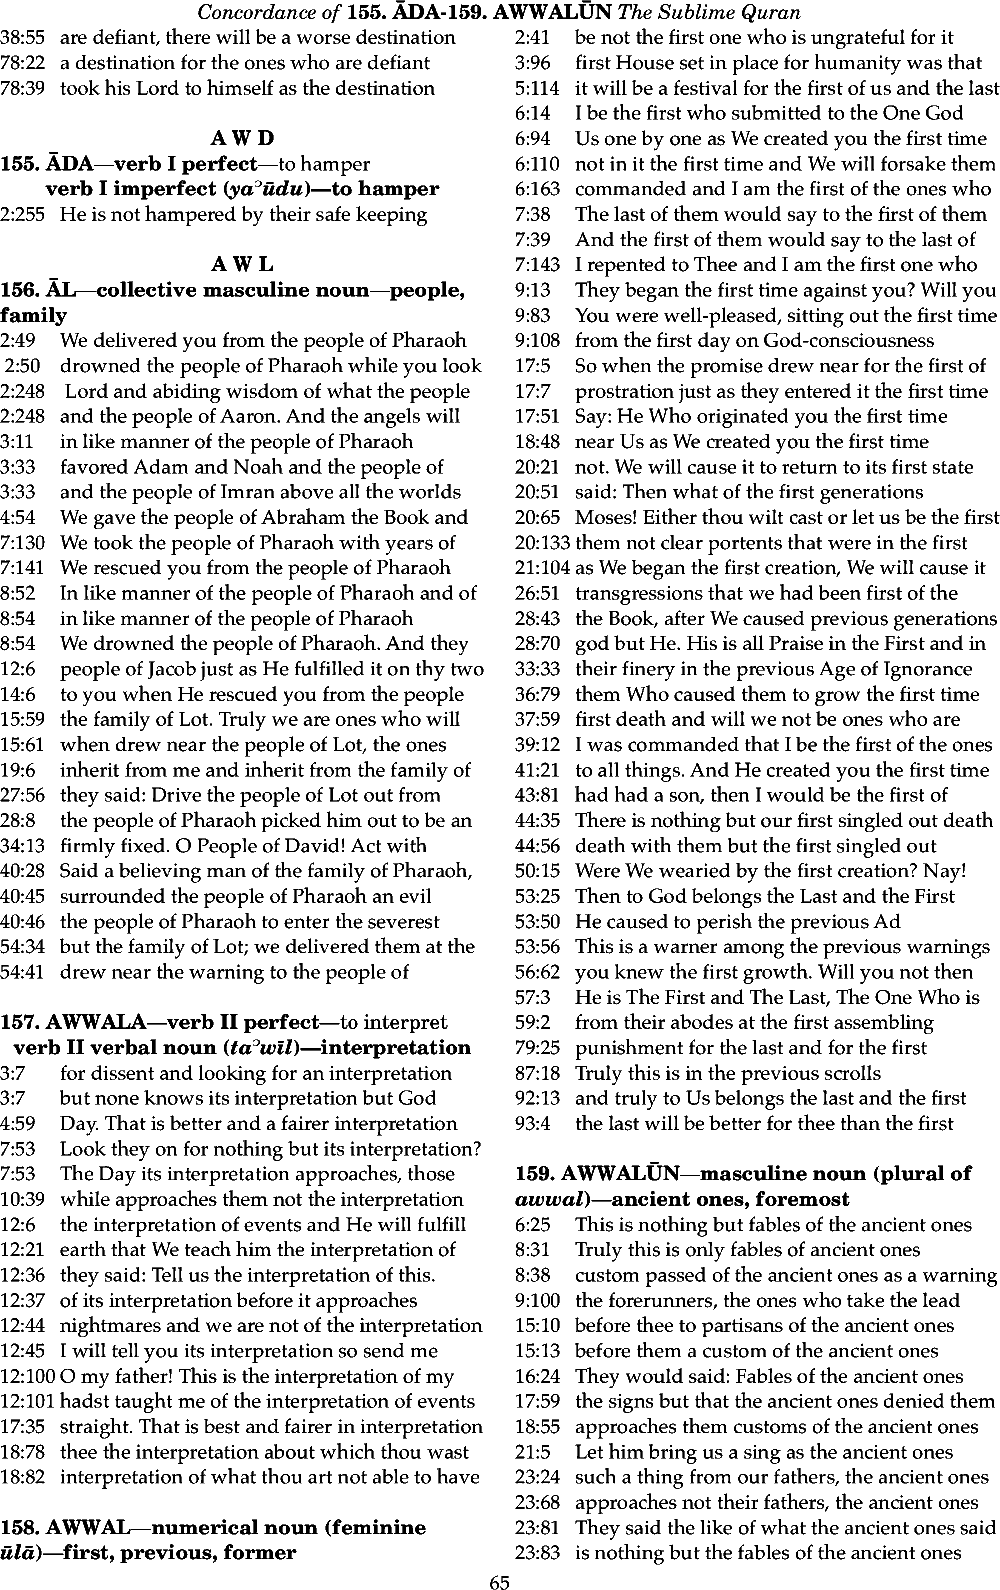 Concordance of 155. ĀDA-159. AWWALŪN The Sublime Quran
38:55 are defiant, there will be a worse destination
78:22 a destination for the ones who are defiant
78:39 took his Lord to himself as the destination
A W D
155. ĀDA—verb I perfect—to hamper
verb I imperfect (yaʾūdu)—to hamper
2:255 He is not hampered by their safe keeping
A W L
156. ĀL—collective masculine noun—people,
family
2:49 We delivered you from the people of Pharaoh
2:50 drowned the people of Pharaoh while you look
2:248 Lord and abiding wisdom of what the people
2:248 and the people of Aaron. And the angels will
3:11 in like manner of the people of Pharaoh
3:33 favored Adam and Noah and the people of
3:33 and the people of Imran above all the worlds
4:54 We gave the people of Abraham the Book and
7:130 We took the people of Pharaoh with years of
7:141 We rescued you from the people of Pharaoh
8:52 In like manner of the people of Pharaoh and of
8:54 in like manner of the people of Pharaoh
8:54 We drowned the people of Pharaoh. And they
12:6 people of Jacob just as He fulfilled it on thy two
14:6 to you when He rescued you from the people
15:59 the family of Lot. Truly we are ones who will
15:61 when drew near the people of Lot, the ones
19:6 inherit from me and inherit from the family of
27:56 they said: Drive the people of Lot out from
28:8 the people of Pharaoh picked him out to be an
34:13 firmly fixed. O People of David! Act with
40:28 Said a believing man of the family of Pharaoh,
40:45 surrounded the people of Pharaoh an evil
40:46 the people of Pharaoh to enter the severest
54:34 but the family of Lot; we delivered them at the
54:41 drew near the warning to the people of
157. AWWALA—verb II perfect—to interpret
verb II verbal noun (taʾwīl)—interpretation
3:7 for dissent and looking for an interpretation
3:7 but none knows its interpretation but God
4:59 Day. That is better and a fairer interpretation
7:53 Look they on for nothing but its interpretation?
7:53 The Day its interpretation approaches, those
10:39 while approaches them not the interpretation
12:6 the interpretation of events and He will fulfill
12:21 earth that We teach him the interpretation of
12:36 they said: Tell us the interpretation of this.
12:37 of its interpretation before it approaches
12:44 nightmares and we are not of the interpretation
12:45 I will tell you its interpretation so send me
12:100 O my father! This is the interpretation of my
12:101 hadst taught me of the interpretation of events
17:35 straight. That is best and fairer in interpretation
18:78 thee the interpretation about which thou wast
18:82 interpretation of what thou art not able to have
158. AWWAL—numerical noun (feminine
ūlā)—first, previous, former
2:41 be not the first one who is ungrateful for it
3:96 first House set in place for humanity was that
5:114 it will be a festival for the first of us and the last
6:14 I be the first who submitted to the One God
6:94 Us one by one as We created you the first time
6:110 not in it the first time and We will forsake them
6:163 commanded and I am the first of the ones who
7:38 The last of them would say to the first of them
7:39 And the first of them would say to the last of
7:143 I repented to Thee and I am the first one who
9:13 They began the first time against you? Will you
9:83 You were well-pleased, sitting out the first time
9:108 from the first day on God-consciousness
17:5 So when the promise drew near for the first of
17:7 prostration just as they entered it the first time
17:51 Say: He Who originated you the first time
18:48 near Us as We created you the first time
20:21 not. We will cause it to return to its first state
20:51 said: Then what of the first generations
20:65 Moses! Either thou wilt cast or let us be the first
20:133 them not clear portents that were in the first
21:104 as We began the first creation, We will cause it
26:51 transgressions that we had been first of the
28:43 the Book, after We caused previous generations
28:70 god but He. His is all Praise in the First and in
33:33 their finery in the previous Age of Ignorance
36:79 them Who caused them to grow the first time
37:59 first death and will we not be ones who are
39:12 I was commanded that I be the first of the ones
41:21 to all things. And He created you the first time
43:81 had had a son, then I would be the first of
44:35 There is nothing but our first singled out death
44:56 death with them but the first singled out
50:15 Were We wearied by the first creation? Nay!
53:25 Then to God belongs the Last and the First
53:50 He caused to perish the previous Ad
53:56 This is a warner among the previous warnings
56:62 you knew the first growth. Will you not then
57:3 He is The First and The Last, The One Who is
59:2 from their abodes at the first assembling
79:25 punishment for the last and for the first
87:18 Truly this is in the previous scrolls
92:13 and truly to Us belongs the last and the first
93:4 the last will be better for thee than the first
159. AWWALŪN—masculine noun (plural of
awwal)—ancient ones, foremost
6:25 This is nothing but fables of the ancient ones
8:31 Truly this is only fables of ancient ones
8:38 custom passed of the ancient ones as a warning
9:100 the forerunners, the ones who take the lead
15:10 before thee to partisans of the ancient ones
15:13 before them a custom of the ancient ones
16:24 They would said: Fables of the ancient ones
17:59 the signs but that the ancient ones denied them
18:55 approaches them customs of the ancient ones
21:5 Let him bring us a sing as the ancient ones
23:24 such a thing from our fathers, the ancient ones
23:68 approaches not their fathers, the ancient ones
23:81 They said the like of what the ancient ones said
23:83 is nothing but the fables of the ancient ones
65